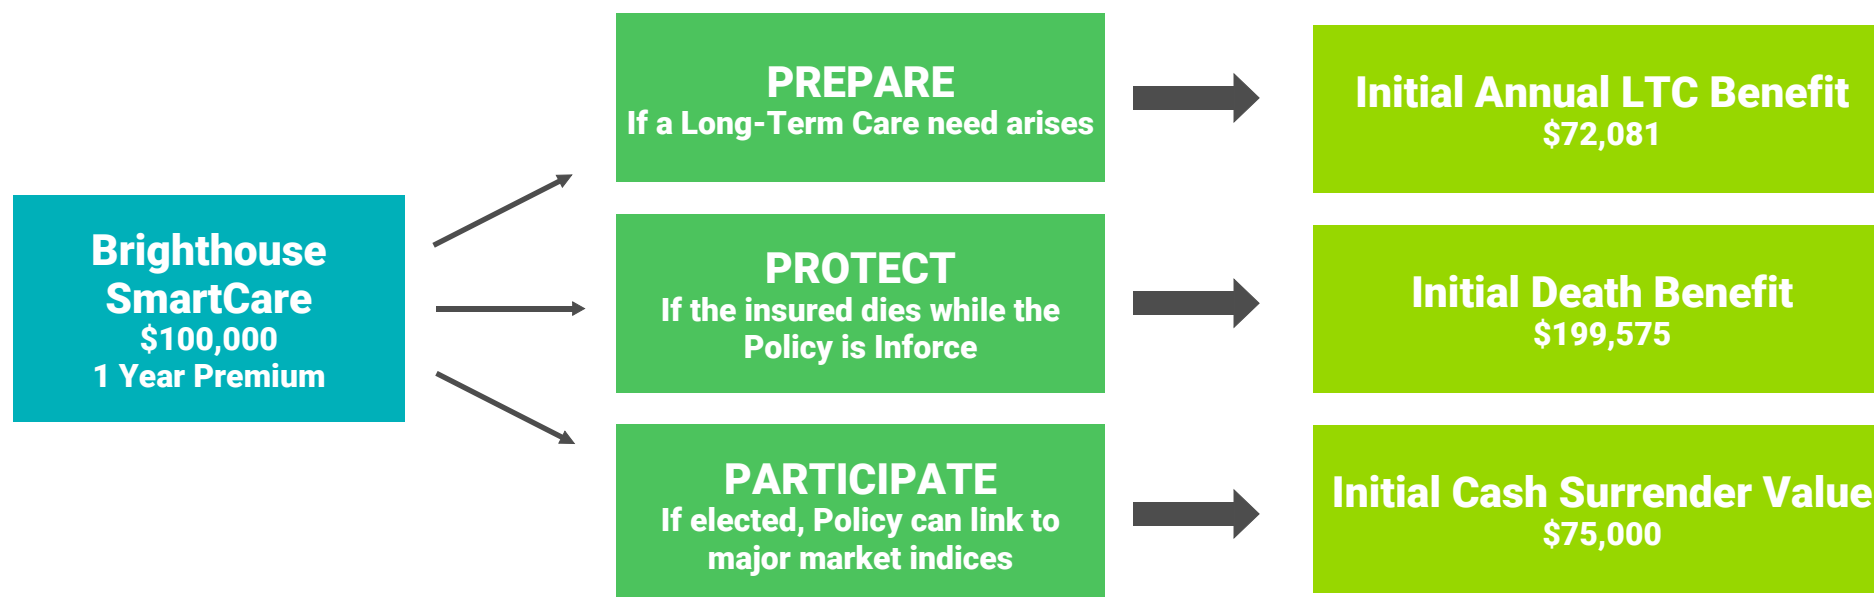 Brighthouse
SmartCare
$100,000
1 Year Premium
PREPARE
If a Long-Term Care need arises
Initial Annual LTC Benefit
$72,081
PROTECT
If the insured dies while the
Policy is Inforce
Initial Death Benefit
$199,575
PARTICIPATE
If elected, Policy can link to
major market indices
Initial Cash Surrender Value
$75,000